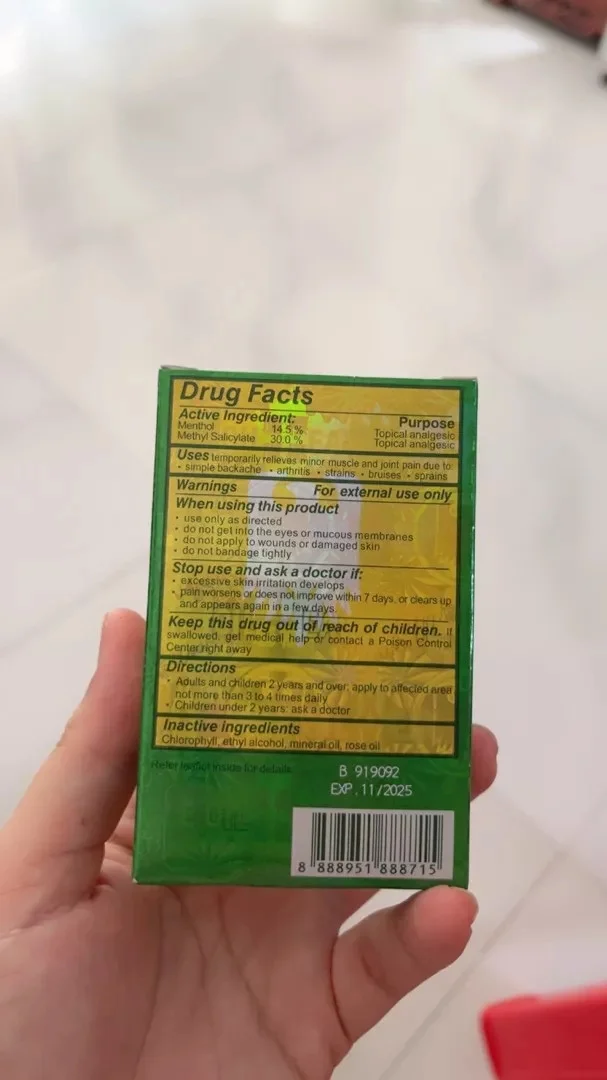 Drug Facts
Active Ingredient: Purpose
Menthol 14.5 % Topical analgesic
Methyl Salicylate 30.0 % Topical analgesic
Uses temporarily relieves minor muscle and joint pain due to:
• simple backache • arthritis • strains • bruises • sprains
Warnings For external use only
When using this product
• use only as directed
• do not get into the eyes or mucous membranes
• do not apply to wounds or damaged skin
• do not bandage tightly
Stop use and ask a doctor if:
• excessive skin irritation develops
• pain worsens or does not improve within 7 days, or clears up
and appears again in a few days.
Keep this drug out of reach of children. If
swallowed, get medical help or contact a Poison Control
Center right away
Directions
• Adults and children 2 years and over: apply to affected area
not more than 3 to 4 times daily
• Children under 2 years: ask a doctor
Inactive ingredients
Chlorophyll, ethyl alcohol, mineral oil, rose oil
Refer leaflet inside for details
B 919092
EXP. 11/2025
8 888951 888715